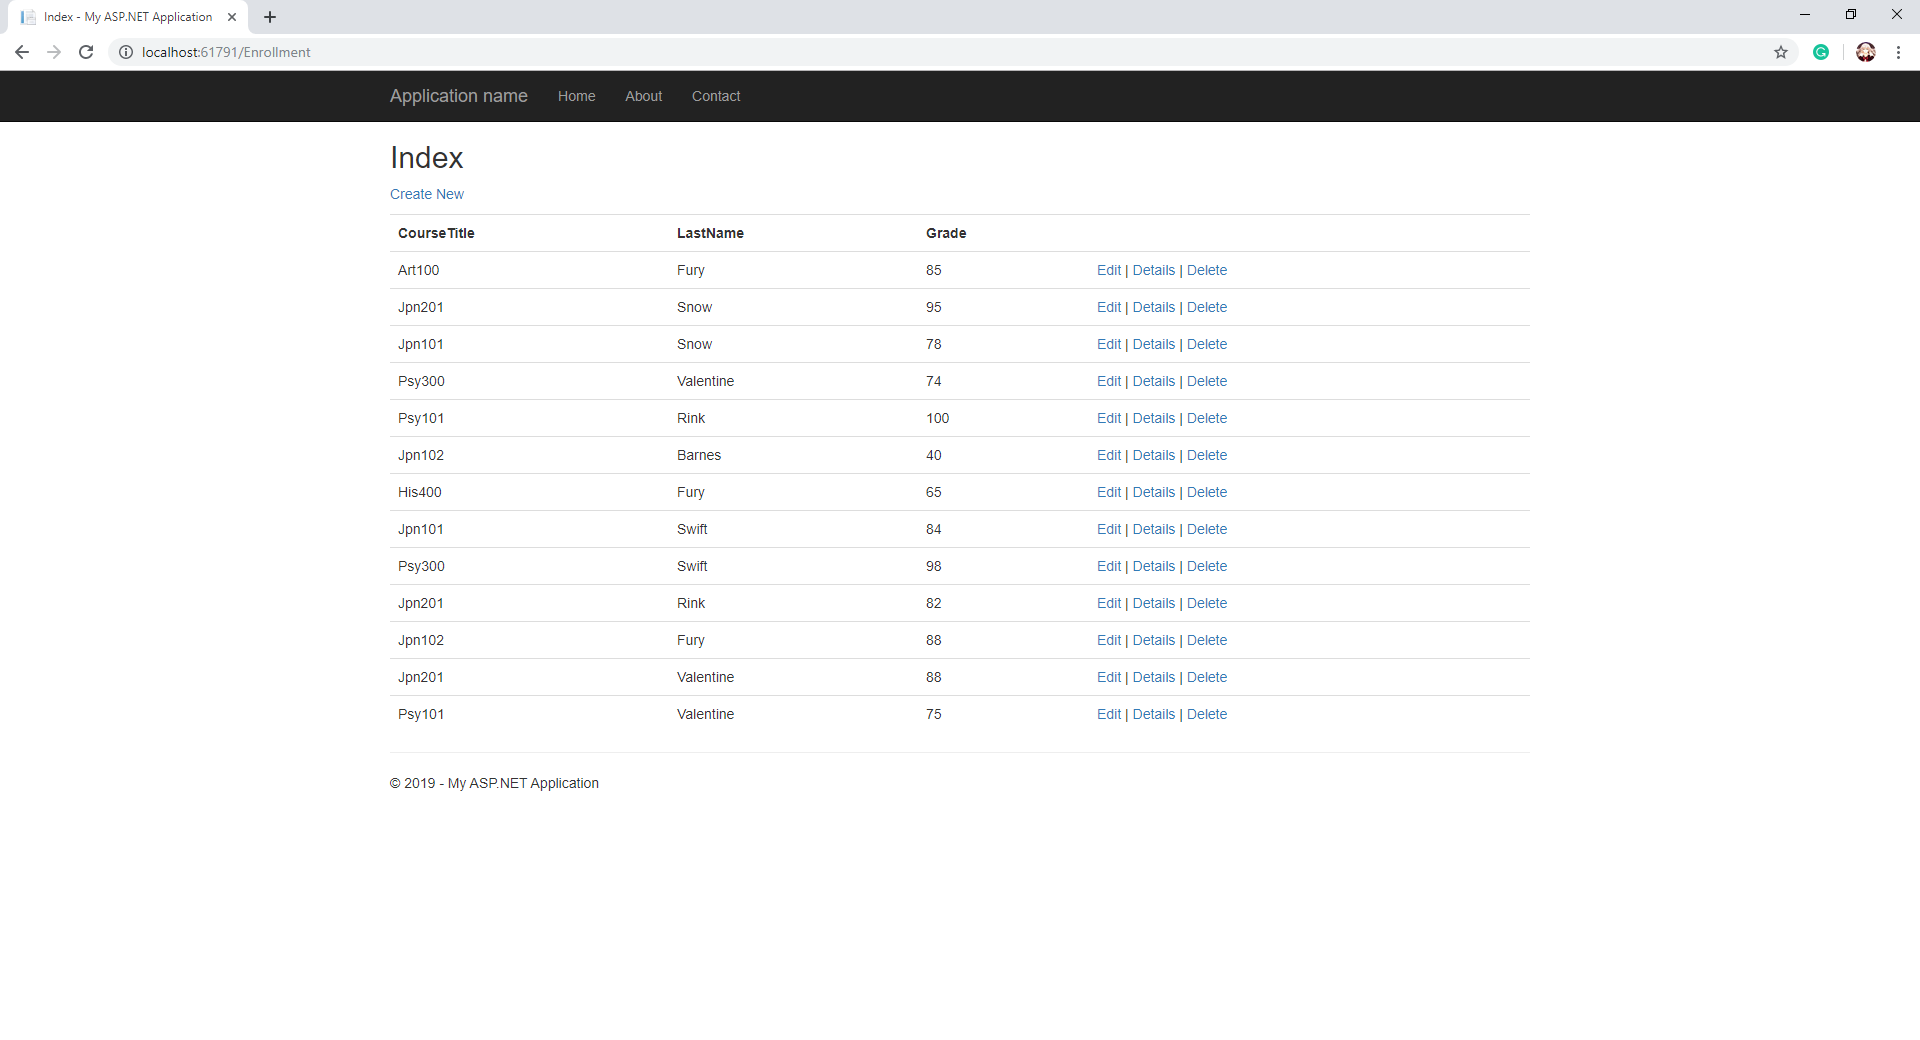 Index - My ASP.NET Application
localhost:61791/Enrollment
Application name Home About Contact
Index
Create New
CourseTitle LastName Grade
Art100 Fury 85 Edit | Details | Delete
Jpn201 Snow 95 Edit | Details | Delete
Jpn101 Snow 78 Edit | Details | Delete
Psy300 Valentine 74 Edit | Details | Delete
Psy101 Rink 100 Edit | Details | Delete
Jpn102 Barnes 40 Edit | Details | Delete
His400 Fury 65 Edit | Details | Delete
Jpn101 Swift 84 Edit | Details | Delete
Psy300 Swift 98 Edit | Details | Delete
Jpn201 Rink 82 Edit | Details | Delete
Jpn102 Fury 88 Edit | Details | Delete
Jpn201 Valentine 88 Edit | Details | Delete
Psy101 Valentine 75 Edit | Details | Delete
© 2019 - My ASP.NET Application